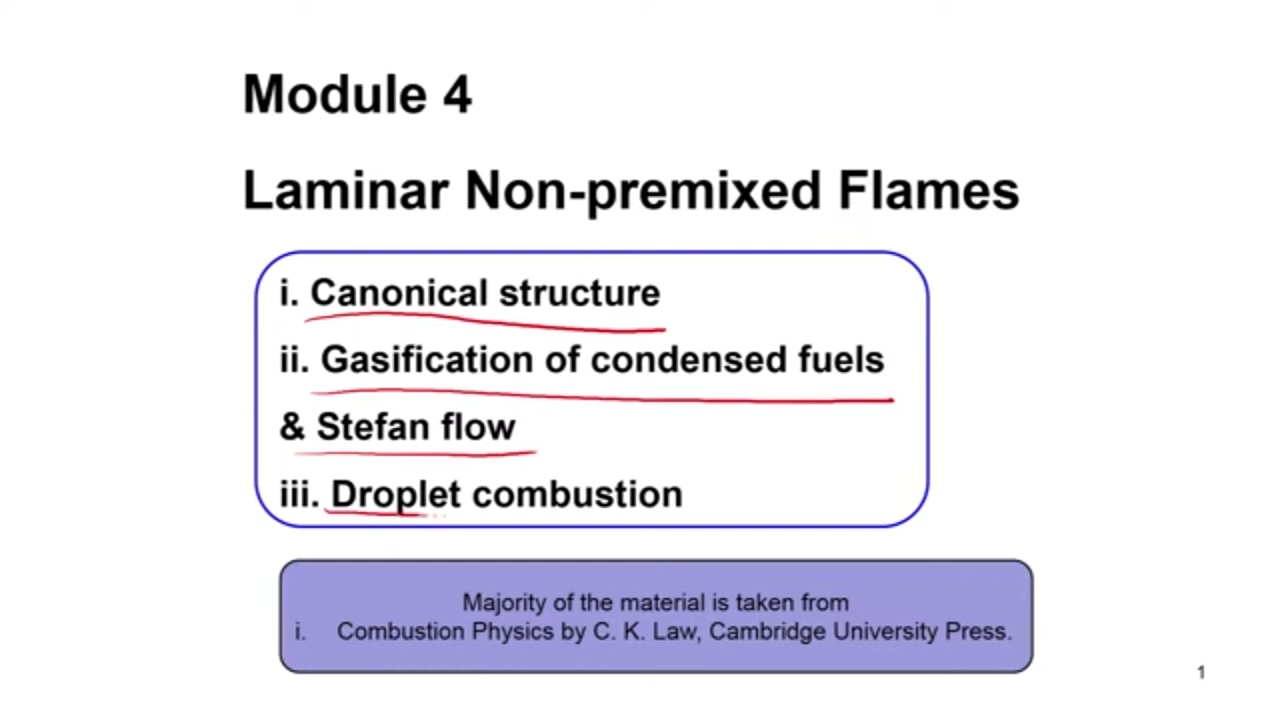 Module 4
Laminar Non-premixed Flames
i. Canonical structure
ii. Gasification of condensed fuels
& Stefan flow
iii. Droplet combustion
Majority of the material is taken from
i. Combustion Physics by C. K. Law, Cambridge University Press.
1